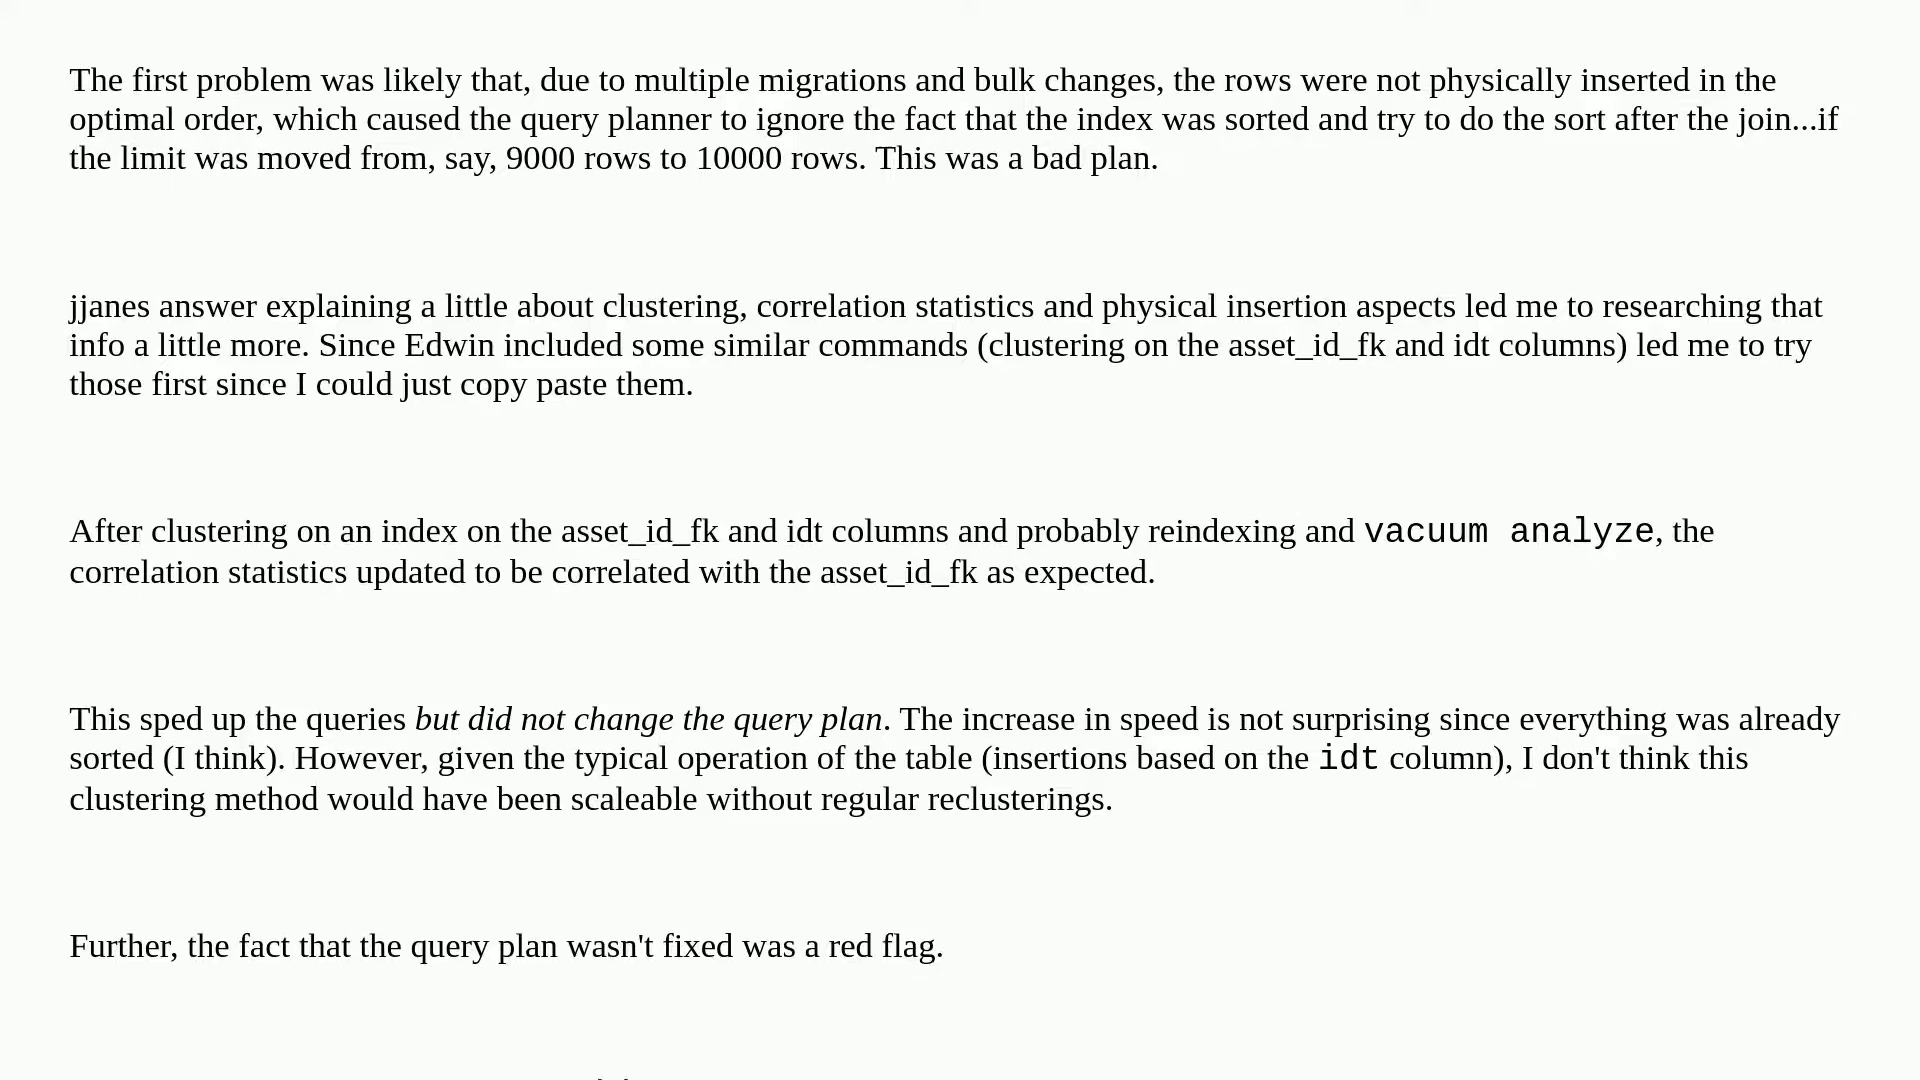 The first problem was likely that, due to multiple migrations and bulk changes, the rows were not physically inserted in the
optimal order, which caused the query planner to ignore the fact that the index was sorted and try to do the sort after the join...if
the limit was moved from, say, 9000 rows to 10000 rows. This was a bad plan.
jjanes answer explaining a little about clustering, correlation statistics and physical insertion aspects led me to researching that
info a little more. Since Edwin included some similar commands (clustering on the asset_id_fk and idt columns) led me to try
those first since I could just copy paste them.
After clustering on an index on the asset_id_fk and idt columns and probably reindexing and vacuum analyze, the
correlation statistics updated to be correlated with the asset_id_fk as expected.
This sped up the queries but did not change the query plan. The increase in speed is not surprising since everything was already
sorted (I think). However, given the typical operation of the table (insertions based on the idt column), I don't think this
clustering method would have been scaleable without regular reclusterings.
Further, the fact that the query plan wasn't fixed was a red flag.